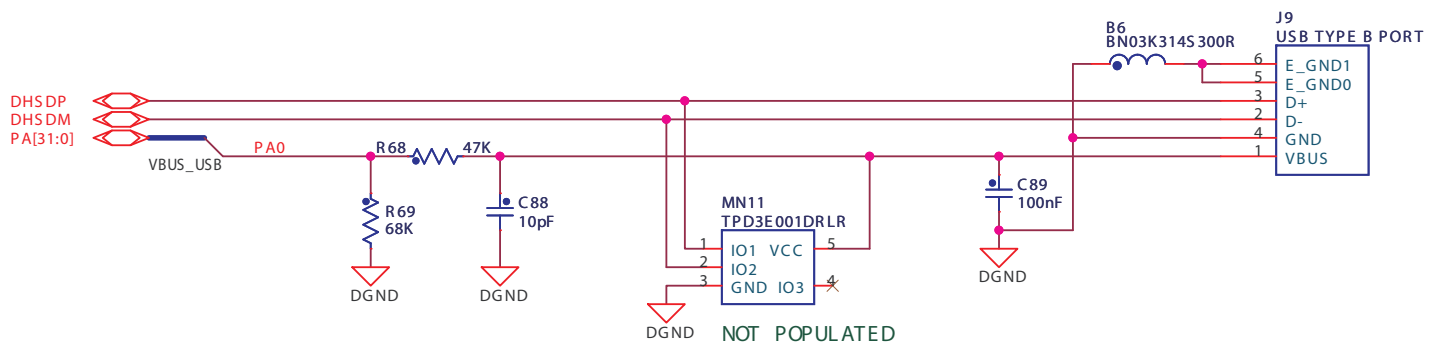 J9
USB TYPE B PORT
B6
BN03K314S300R
6 E_GND1
5 E_GND0
DHSDP
3 D+
DHSDM
2 D-
PA[31:0]
4 GND
VBUS_USB
PA0
R68
47K
1 VBUS
R69
68K
C88
10pF
MN11
TPD3E001DRLR
C89
100nF
1 IO1
VCC 5
2 IO2
3 GND
IO3 4
DGND
DGND
DGND
DGND
NOT POPULATED